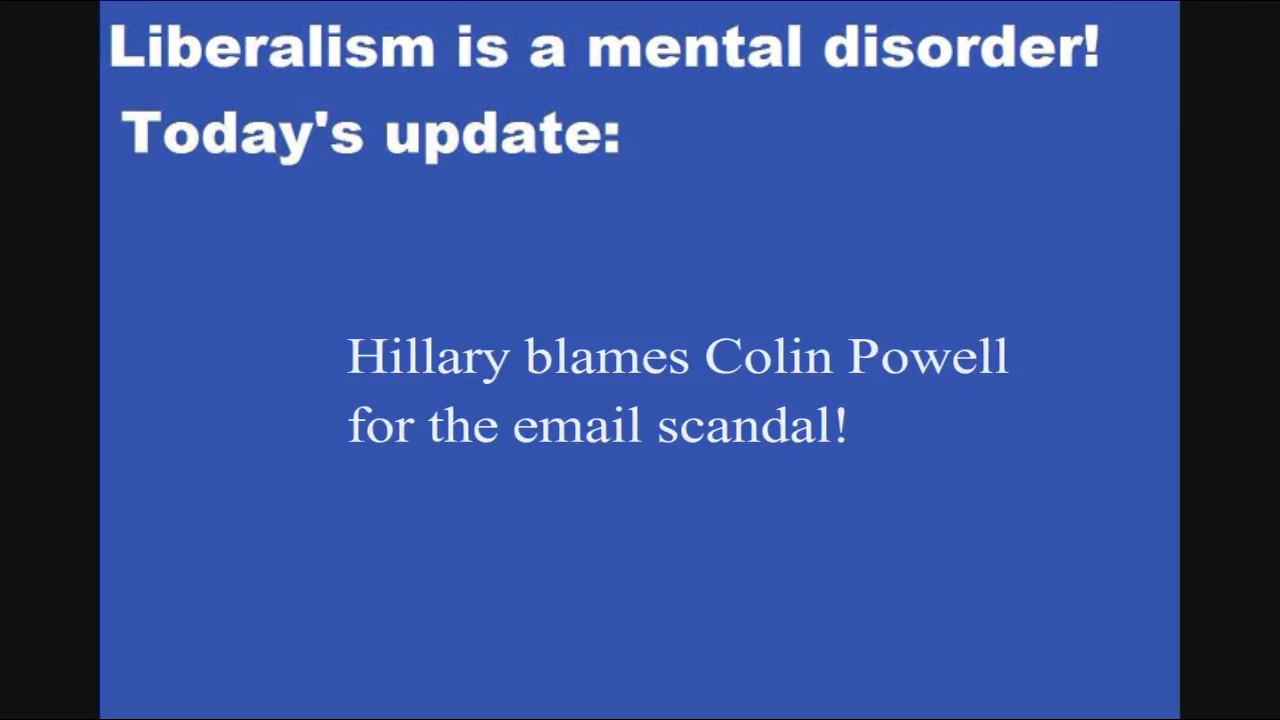 Liberalism is a mental disorder!
Today's update:
Hillary blames Colin Powell
for the email scandal!